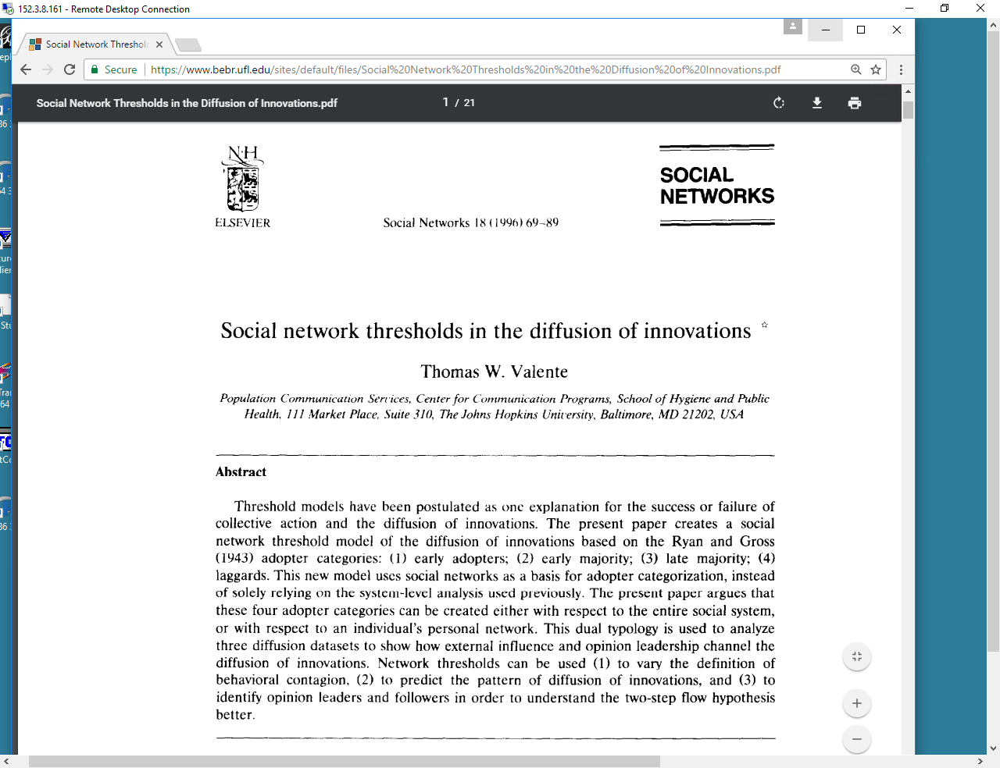 152.3.8.161 - Remote Desktop Connection
Social Network Threshol
Secure
https://www.bebr.ufl.edu/sites/default/files/Social%20Network%20Thresholds%20in%20the%20Diffusion%20of%20Innovations.pdf
Social Network Thresholds in the Diffusion of Innovations.pdf
1 / 21
N·H
ELSEVIER
Social Networks 18 (1996) 69–89
SOCIAL
NETWORKS
Social network thresholds in the diffusion of innovations ☆
Thomas W. Valente
Population Communication Services, Center for Communication Programs, School of Hygiene and Public
Health, 111 Market Place, Suite 310, The Johns Hopkins University, Baltimore, MD 21202, USA
Abstract
Threshold models have been postulated as one explanation for the success or failure of
collective action and the diffusion of innovations. The present paper creates a social
network threshold model of the diffusion of innovations based on the Ryan and Gross
(1943) adopter categories: (1) early adopters; (2) early majority; (3) late majority; (4)
laggards. This new model uses social networks as a basis for adopter categorization, instead
of solely relying on the system-level analysis used previously. The present paper argues that
these four adopter categories can be created either with respect to the entire social system,
or with respect to an individual's personal network. This dual typology is used to analyze
three diffusion datasets to show how external influence and opinion leadership channel the
diffusion of innovations. Network thresholds can be used (1) to vary the definition of
behavioral contagion, (2) to predict the pattern of diffusion of innovations, and (3) to
identify opinion leaders and followers in order to understand the two-step flow hypothesis
better.